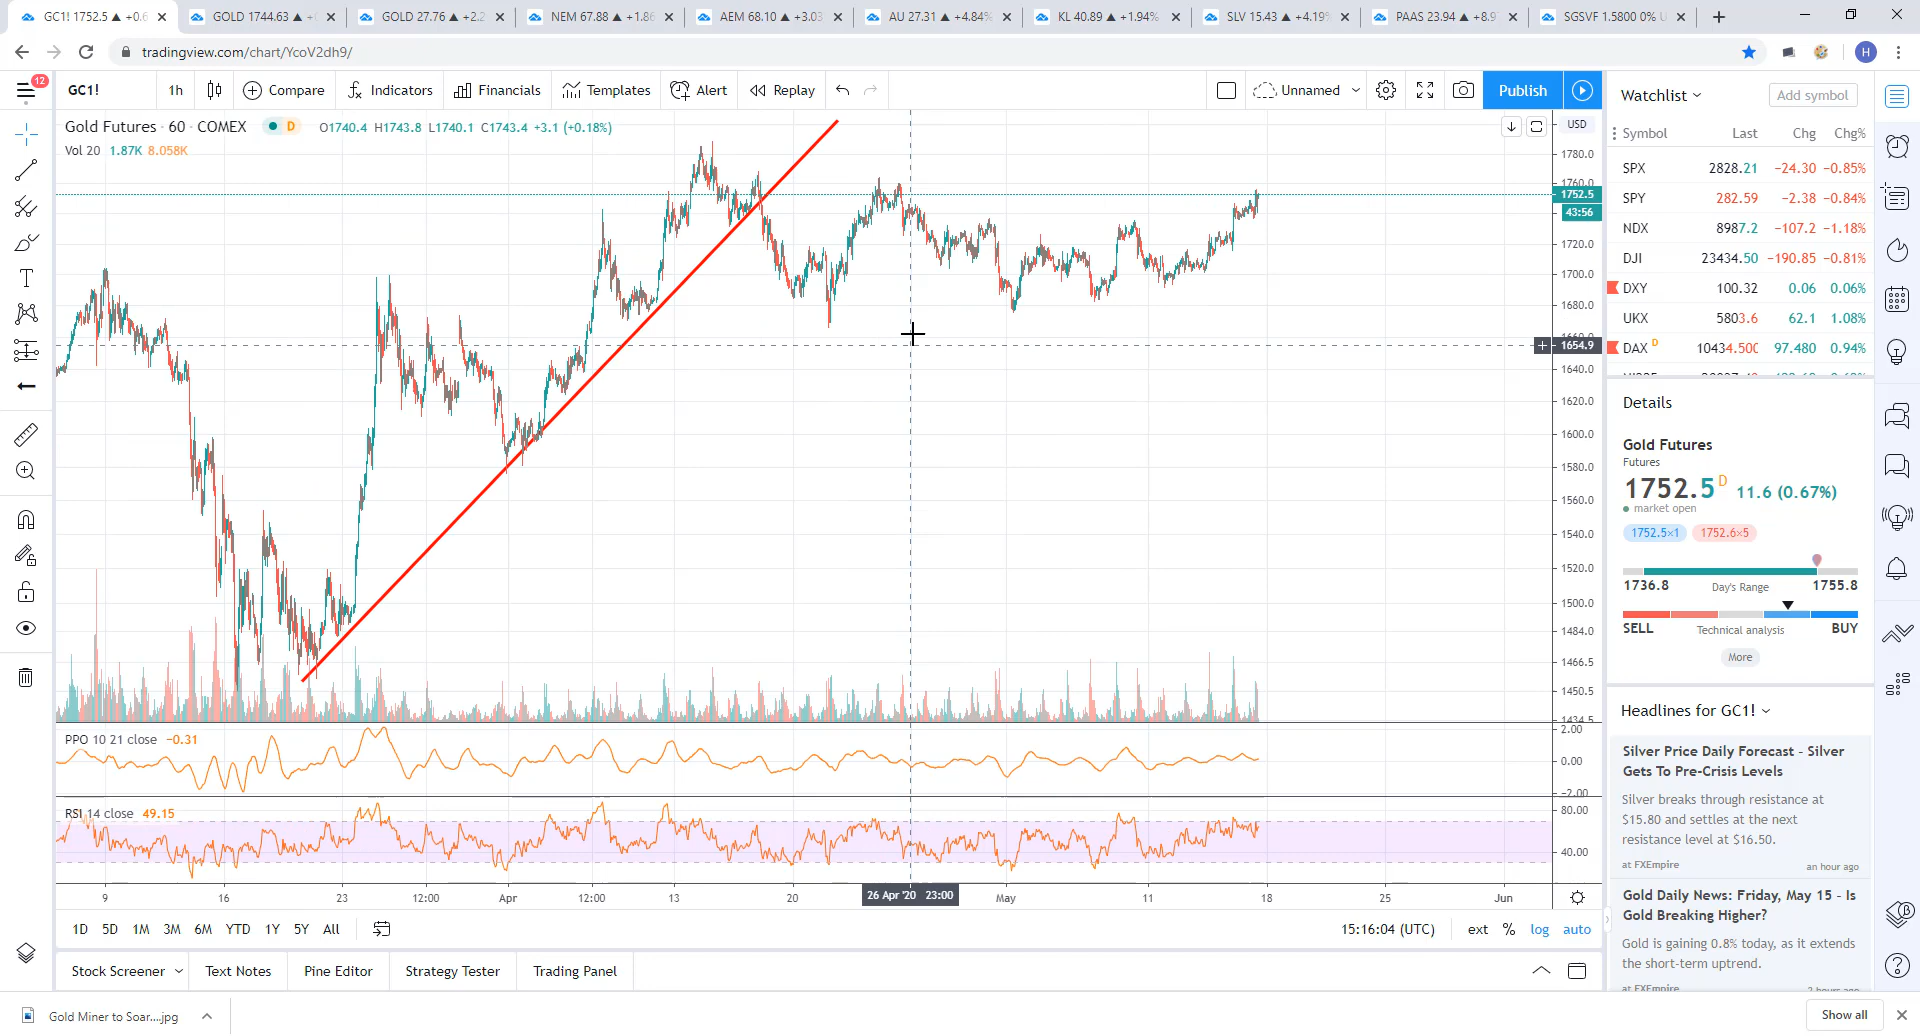 GC1! 1752.5 ▲ +0.6
GOLD 1744.63 ▲ +
GOLD 27.76 ▲ +2.2
NEM 67.88 ▲ +1.86
AEM 68.10 ▲ +3.03
AU 27.31 ▲ +4.84%
KL 40.89 ▲ +1.94%
SLV 15.43 ▲ +4.19%
PAAS 23.94 ▲ +8.9
SGSVF 1.5800 0% U
tradingview.com/chart/YcoV2dh9/
H
12
GC1!
1h
Compare
Indicators
Financials
Templates
Alert
Replay
Unnamed
Publish
Gold Futures · 60 · COMEX
D
O1740.4 H1743.8 L1740.1 C1743.4 +3.1 (+0.18%)
Vol 20 1.87K 8.058K
USD
1780.0
1760.0
1752.5
43:56
1720.0
1700.0
1680.0
1660.0
1654.9
1640.0
1620.0
1600.0
1580.0
1560.0
1540.0
1520.0
1500.0
1484.0
1466.5
1450.5
1434.5
PPO 10 21 close −0.31
2.00
0.00
−2.00
RSI 14 close 49.15
80.00
40.00
9
16
23
12:00
Apr
12:00
13
20
26 Apr '20 23:00
May
11
18
25
Jun
1D 5D 1M 3M 6M YTD 1Y 5Y All
15:16:04 (UTC)
ext % log auto
Stock Screener
Text Notes
Pine Editor
Strategy Tester
Trading Panel
Watchlist
Add symbol
Symbol Last Chg Chg%
SPX 2828.21 −24.30 −0.85%
SPY 282.59 −2.38 −0.84%
NDX 8987.2 −107.2 −1.18%
DJI 23434.50 −190.85 −0.81%
DXY 100.32 0.06 0.06%
UKX 5803.6 62.1 1.08%
DAX D 10434.500 97.480 0.94%
Details
Gold Futures
Futures
1752.5 D 11.6 (0.67%)
market open
1752.5×1 1752.6×5
1736.8 Day's Range 1755.8
SELL Technical analysis BUY
More
Headlines for GC1!
Silver Price Daily Forecast - Silver
Gets To Pre-Crisis Levels
Silver breaks through resistance at
$15.80 and settles at the next
resistance level at $16.50.
at FXEmpire an hour ago
Gold Daily News: Friday, May 15 - Is
Gold Breaking Higher?
Gold is gaining 0.8% today, as it extends
the short-term uptrend.
at FXEmpire 2 hours ago
Gold Miner to Soar....jpg
Show all